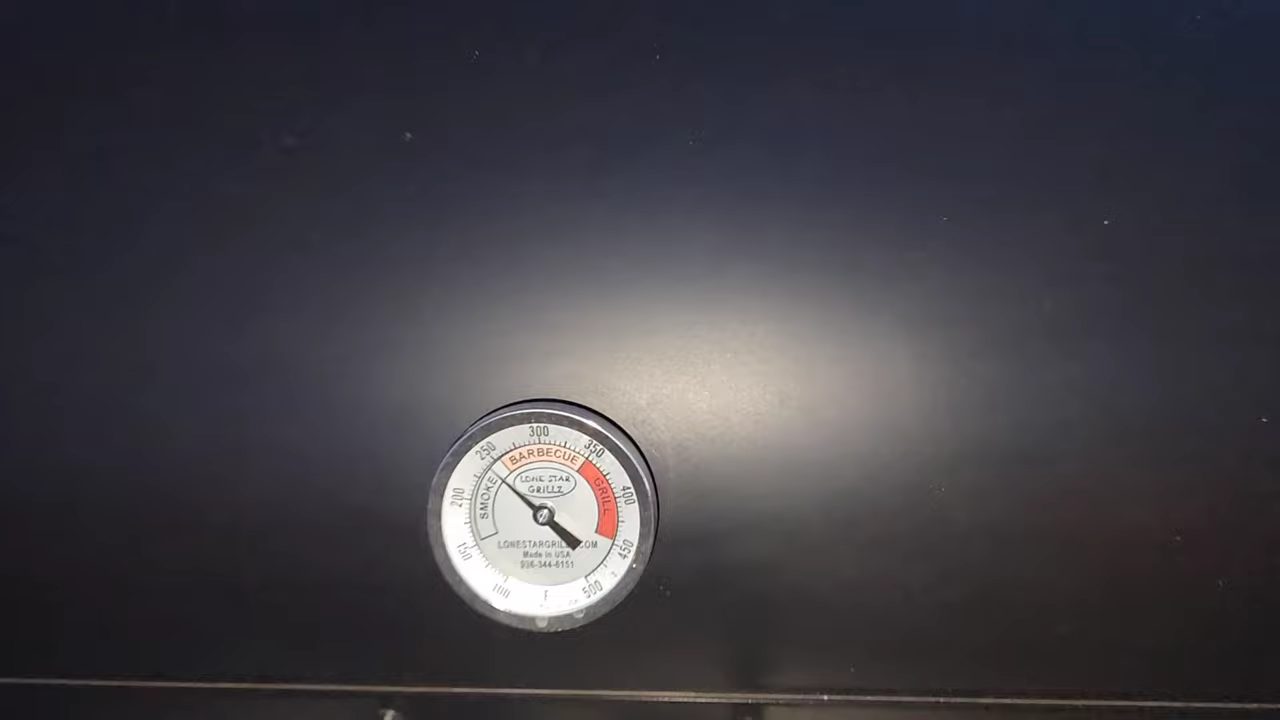 300
250
350
BARBECUE
200
SMOKE
LONE STAR
GRILLZ
GRILL
400
150
LONESTARGRILLZ.COM
450
Made in USA
936-344-6151
100
F
500